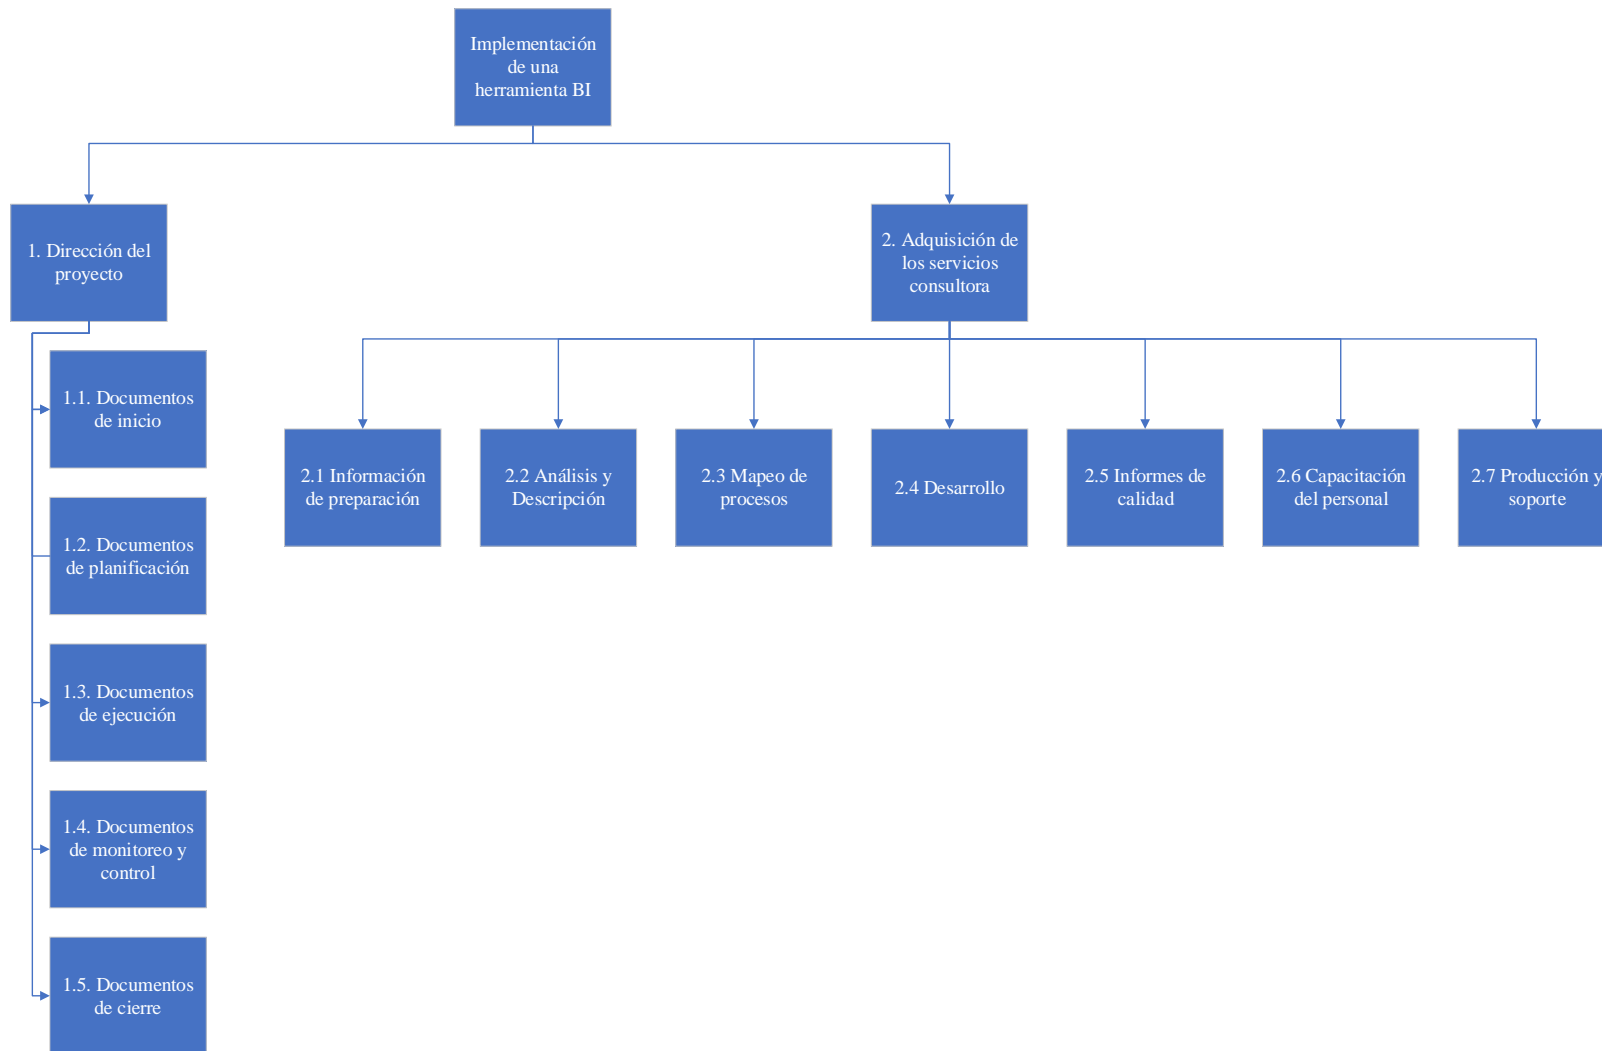 Implementación
de una
herramienta BI
1. Dirección del
proyecto
2. Adquisición de
los servicios
consultora
1.1. Documentos
de inicio
1.2. Documentos
de planificación
1.3. Documentos
de ejecución
1.4. Documentos
de monitoreo y
control
1.5. Documentos
de cierre
2.1 Información
de preparación
2.2 Análisis y
Descripción
2.3 Mapeo de
procesos
2.4 Desarrollo
2.5 Informes de
calidad
2.6 Capacitación
del personal
2.7 Producción y
soporte